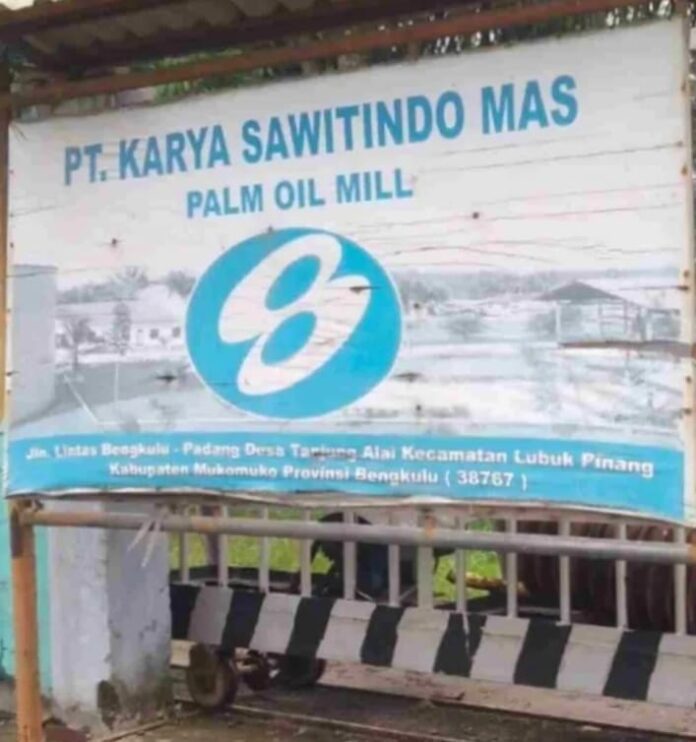 PT. KARYA SAWITINDO MAS
PALM OIL MILL
8
Jln. Lintas Bengkulu - Padang Desa Tanjung Alai Kecamatan Lubuk Pinang
Kabupaten Mukomuko Provinsi Bengkulu ( 38767 )